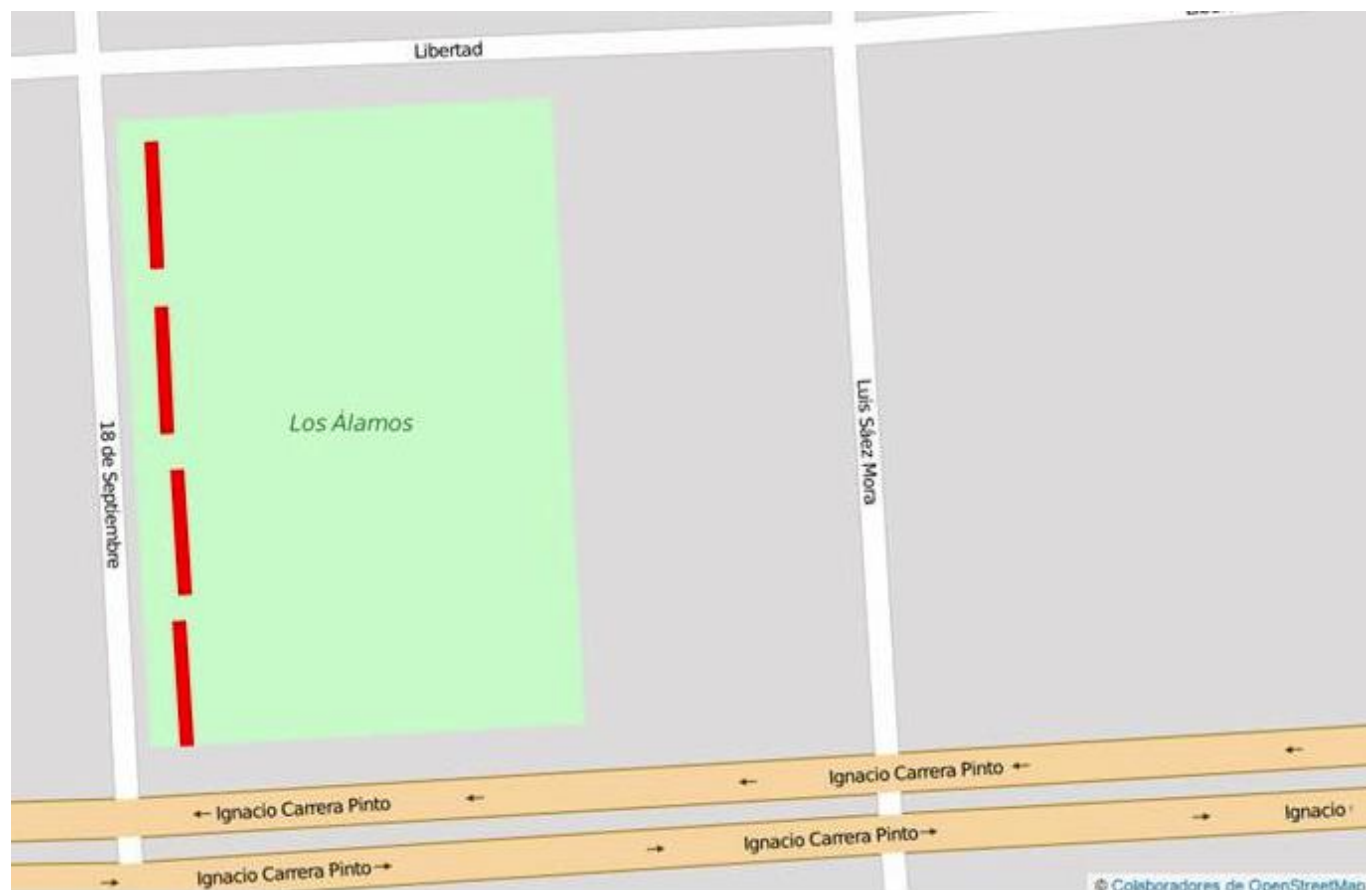 Libertad
Los Álamos
18 de Septiembre
Luis Sáez Mora
Ignacio Carrera Pinto
Ignacio Carrera Pinto
Ignacio
Ignacio Carrera Pinto
Ignacio Carrera Pinto
© Colaboradores de OpenStreetMap